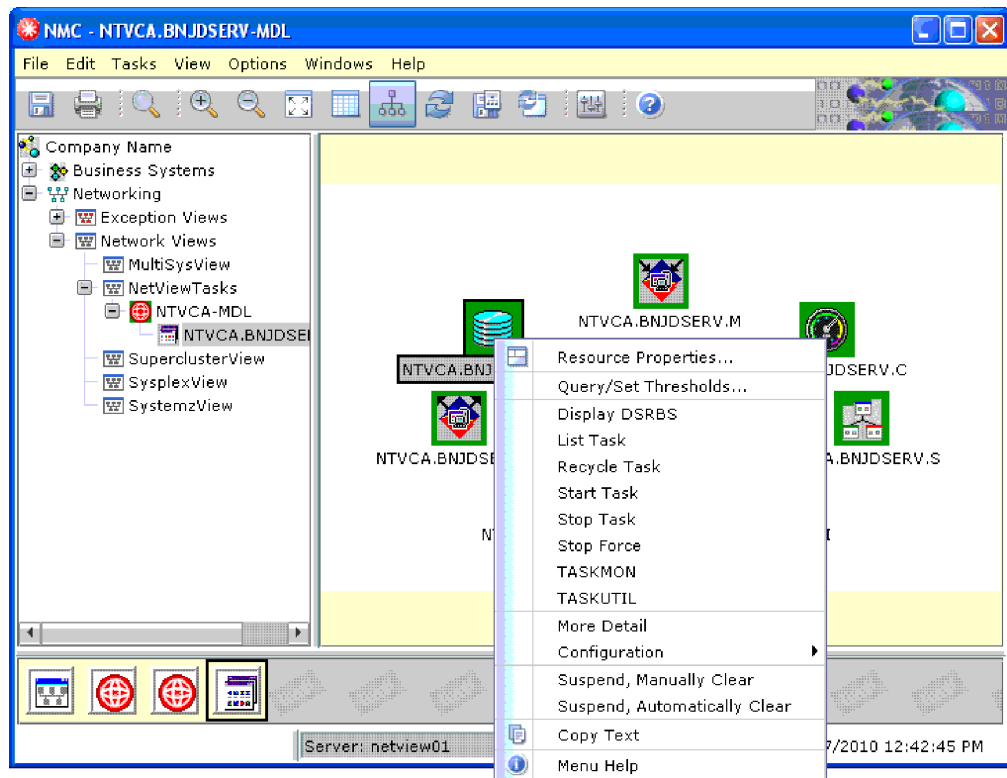 NMC - NTVCA.BNJDSERV-MDL
File Edit Tasks View Options Windows Help
Company Name
Business Systems
Networking
Exception Views
Network Views
MultiSysView
NetViewTasks
NTVCA-MDL
NTVCA.BNJDSE
SuperclusterView
SysplexView
SystemzView
NTVCA.BNJDSERV.M
NTVCA.BNJ
JDSERV.C
NTVCA.BNJDSE
A.BNJDSERV.S
N
Resource Properties...
Query/Set Thresholds...
Display DSRBS
List Task
Recycle Task
Start Task
Stop Task
Stop Force
TASKMON
TASKUTIL
More Detail
Configuration
Suspend, Manually Clear
Suspend, Automatically Clear
Copy Text
Menu Help
Server: netview01
7/2010 12:42:45 PM